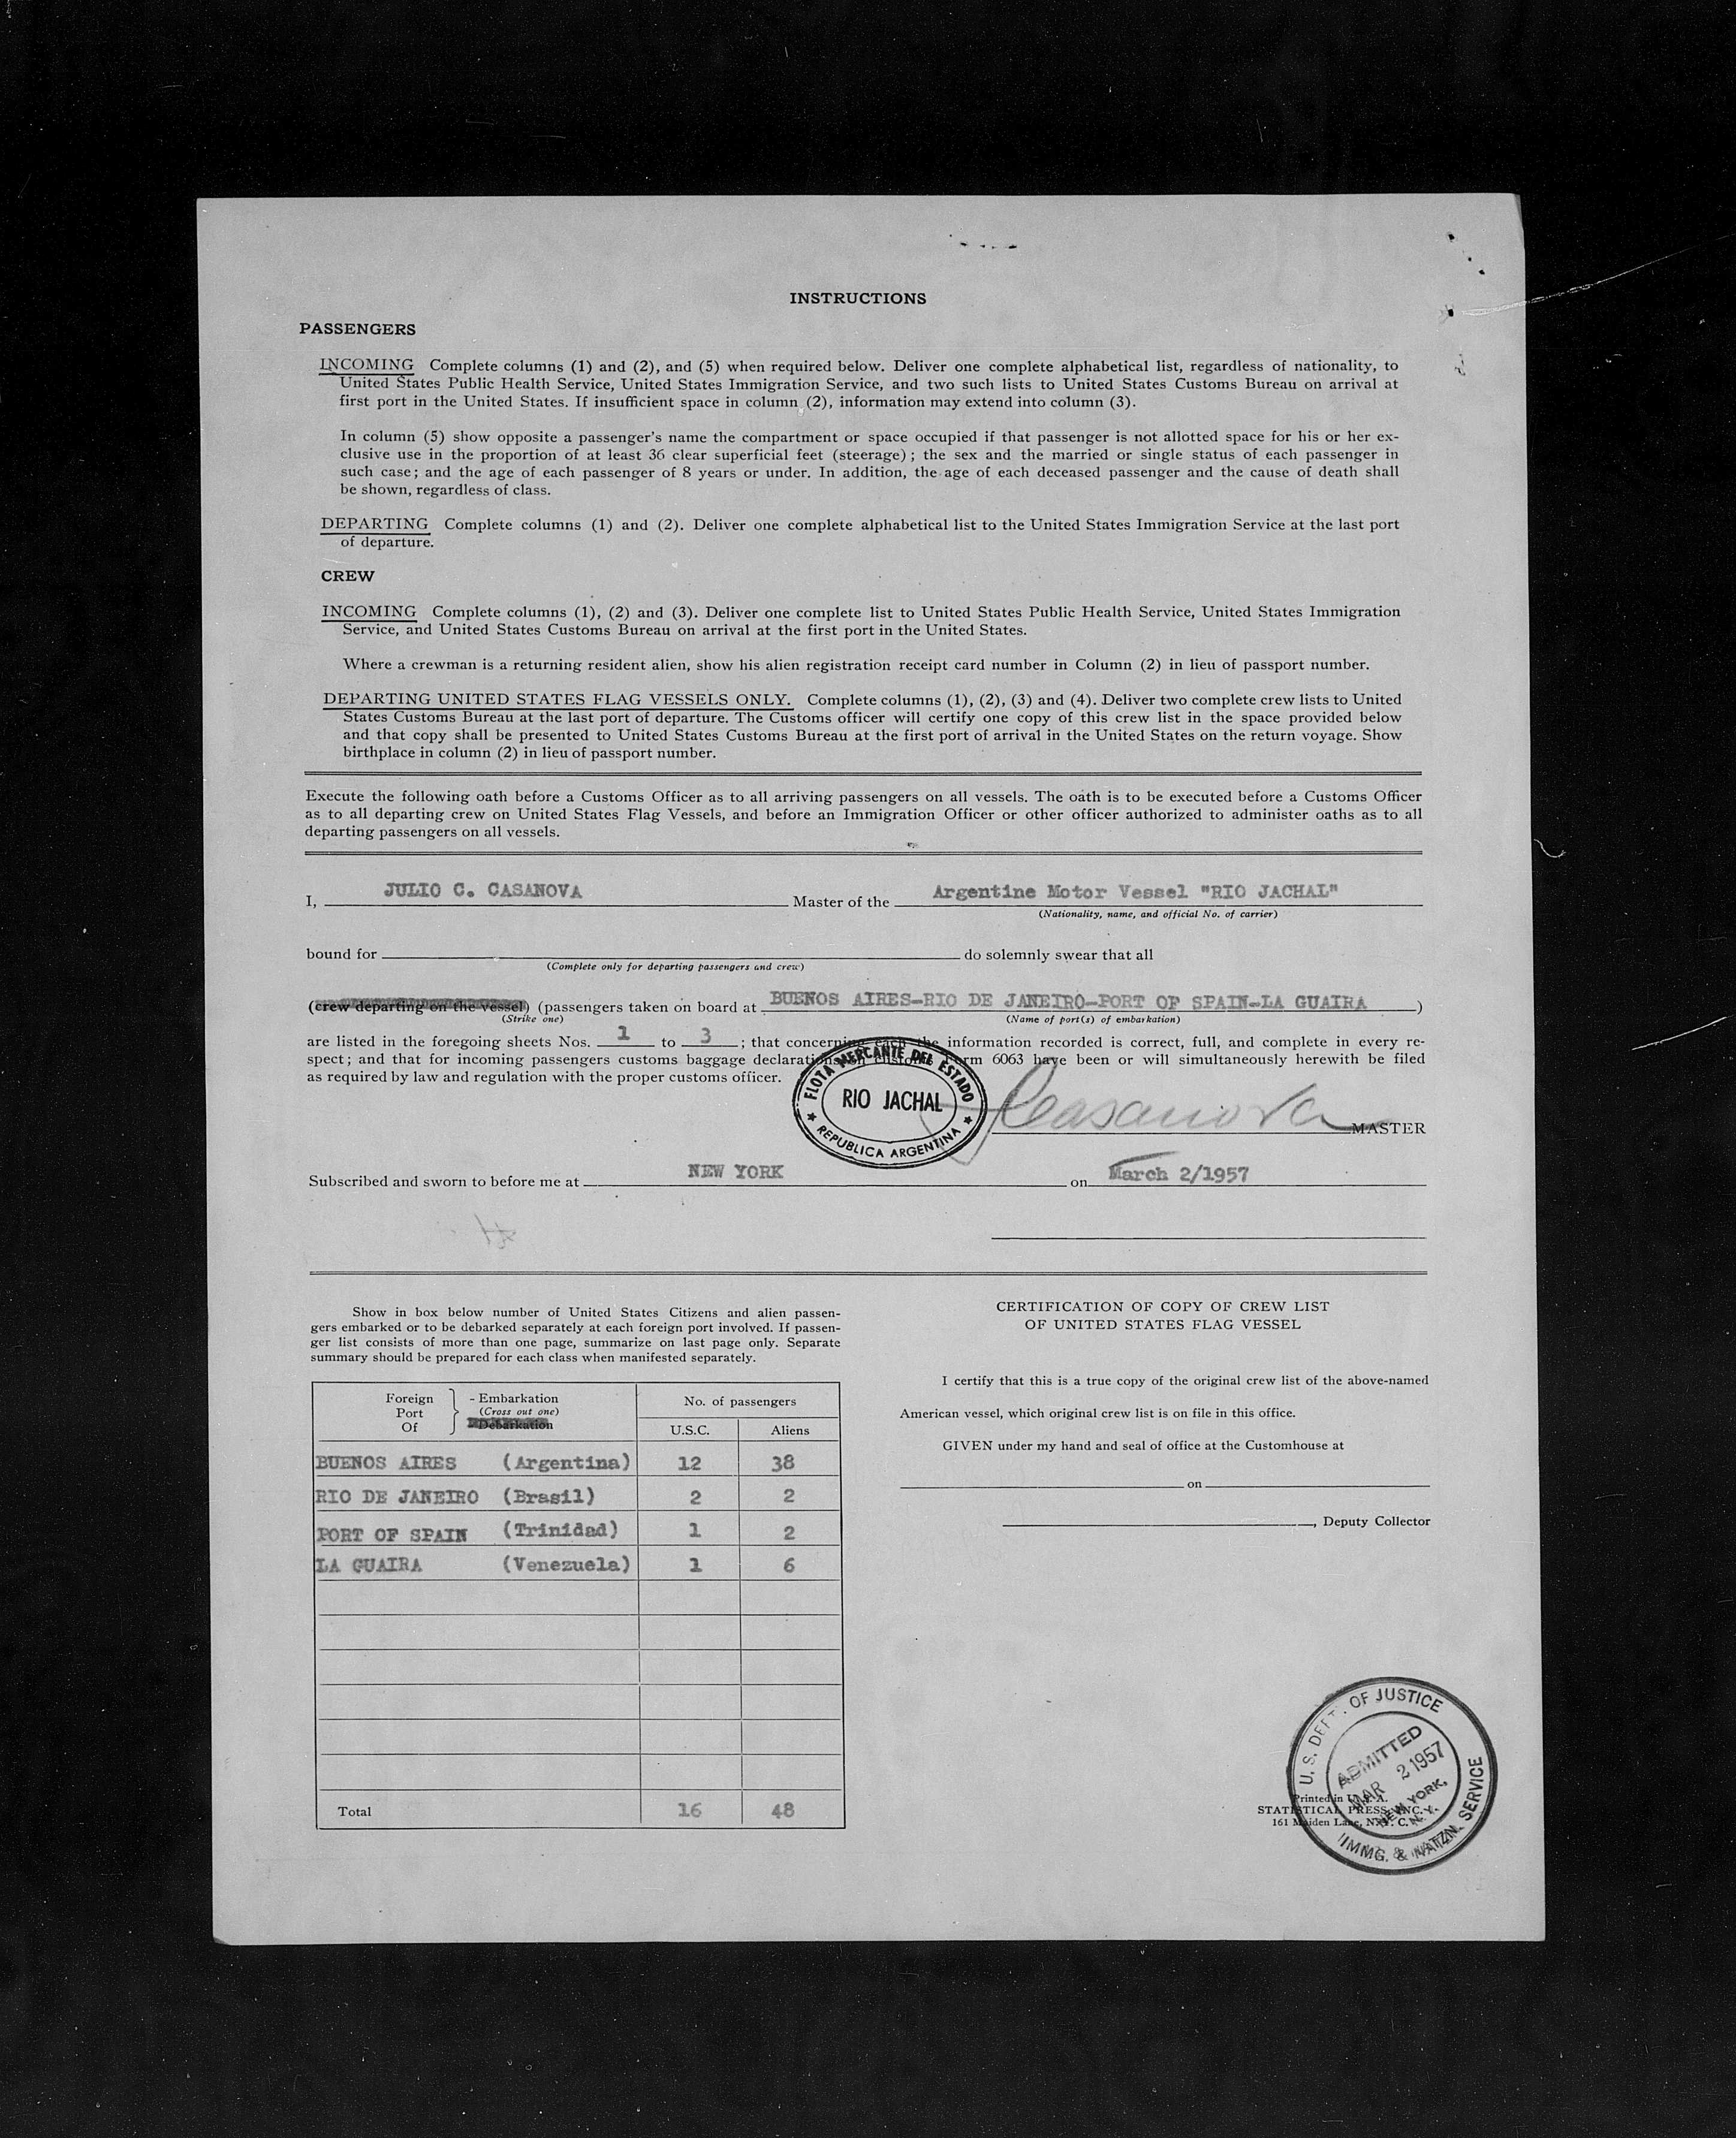 INSTRUCTIONS
PASSENGERS
INCOMING Complete columns (1) and (2), and (5) when required below. Deliver one complete alphabetical list, regardless of nationality, to
United States Public Health Service, United States Immigration Service, and two such lists to United States Customs Bureau on arrival at
first port in the United States. If insufficient space in column (2), information may extend into column (3).
In column (5) show opposite a passenger's name the compartment or space occupied if that passenger is not allotted space for his or her ex-
clusive use in the proportion of at least 36 clear superficial feet (steerage); the sex and the married or single status of each passenger in
such case; and the age of each passenger of 8 years or under. In addition, the age of each deceased passenger and the cause of death shall
be shown, regardless of class.
DEPARTING Complete columns (1) and (2). Deliver one complete alphabetical list to the United States Immigration Service at the last port
of departure.
CREW
INCOMING Complete columns (1), (2) and (3). Deliver one complete list to United States Public Health Service, United States Immigration
Service, and United States Customs Bureau on arrival at the first port in the United States.
Where a crewman is a returning resident alien, show his alien registration receipt card number in Column (2) in lieu of passport number.
DEPARTING UNITED STATES FLAG VESSELS ONLY. Complete columns (1), (2), (3) and (4). Deliver two complete crew lists to United
States Customs Bureau at the last port of departure. The Customs officer will certify one copy of this crew list in the space provided below
and that copy shall be presented to United States Customs Bureau at the first port of arrival in the United States on the return voyage. Show
birthplace in column (2) in lieu of passport number.
Execute the following oath before a Customs Officer as to all arriving passengers on all vessels. The oath is to be executed before a Customs Officer
as to all departing crew on United States Flag Vessels, and before an Immigration Officer or other officer authorized to administer oaths as to all
departing passengers on all vessels.
I, JULIO C. CASANOVA Master of the Argentine Motor Vessel "RIO JACHAL"
(Nationality, name, and official No. of carrier)
bound for do solemnly swear that all
(Complete only for departing passengers and crew)
(crew departing on the vessel) (passengers taken on board at BUENOS AIRES-RIO DE JANEIRO-PORT OF SPAIN-LA GUAIRA )
(Strike one) (Name of port(s) of embarkation)
are listed in the foregoing sheets Nos. 1 to 3 ; that concerning each the information recorded is correct, full, and complete in every re-
spect; and that for incoming passengers customs baggage declarations on customs Form 6063 have been or will simultaneously herewith be filed
as required by law and regulation with the proper customs officer.
FLOTA MERCANTE DEL ESTADO
RIO JACHAL
REPUBLICA ARGENTINA
JCasanova MASTER
Subscribed and sworn to before me at NEW YORK on March 2/1957
Show in box below number of United States Citizens and alien passen-
gers embarked or to be debarked separately at each foreign port involved. If passen-
ger list consists of more than one page, summarize on last page only. Separate
summary should be prepared for each class when manifested separately.
Foreign Port Of - Embarkation (Cross out one) - Debarkation No. of passengers
U.S.C. Aliens
BUENOS AIRES (Argentina) 12 38
RIO DE JANEIRO (Brasil) 2 2
PORT OF SPAIN (Trinidad) 1 2
LA GUAIRA (Venezuela) 1 6
Total 16 48
CERTIFICATION OF COPY OF CREW LIST
OF UNITED STATES FLAG VESSEL
I certify that this is a true copy of the original crew list of the above-named
American vessel, which original crew list is on file in this office.
GIVEN under my hand and seal of office at the Customhouse at
on
, Deputy Collector
Printed in U.S.A.
STATISTICAL PRESS, INC.
161 Maiden Lane, N.Y. C.
U. S. DEPT. OF JUSTICE
ADMITTED
MAR 2 1957
NEW YORK,
N. Y.
IMMG. & NATZN. SERVICE